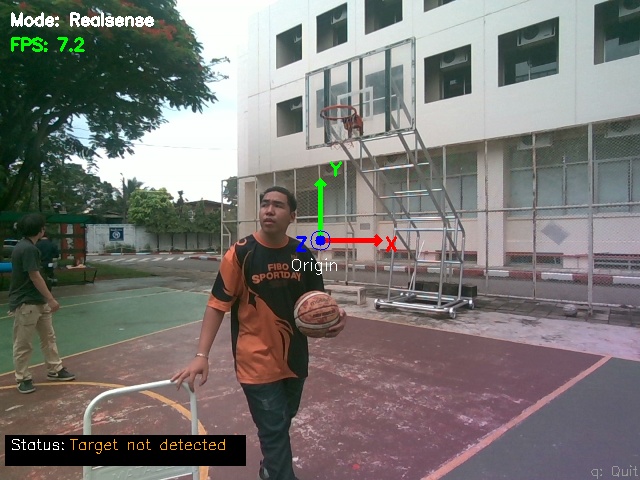 Mode: Realsense
FPS: 7.2
Y
Z
X
Origin
FIBO
SPORTDAY
Status: Target not detected
q: Quit